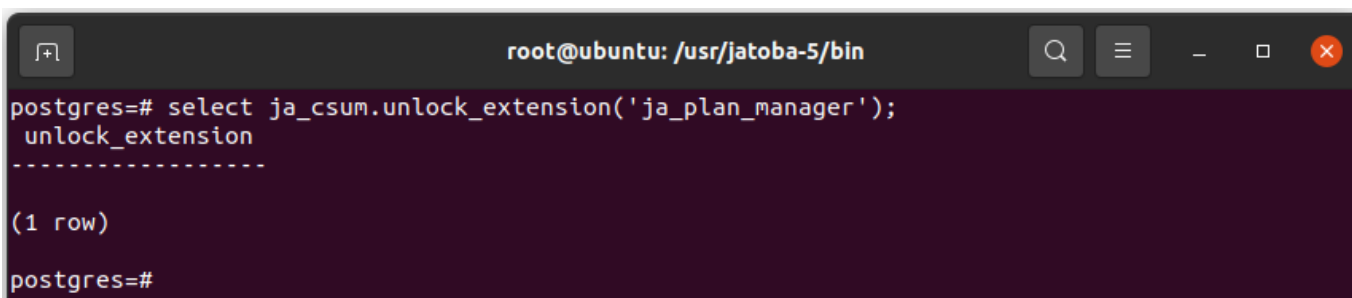 root@ubuntu: /usr/jatoba-5/bin
postgres=# select ja_csum.unlock_extension('ja_plan_manager');
 unlock_extension
------------------
(1 row)
postgres=#